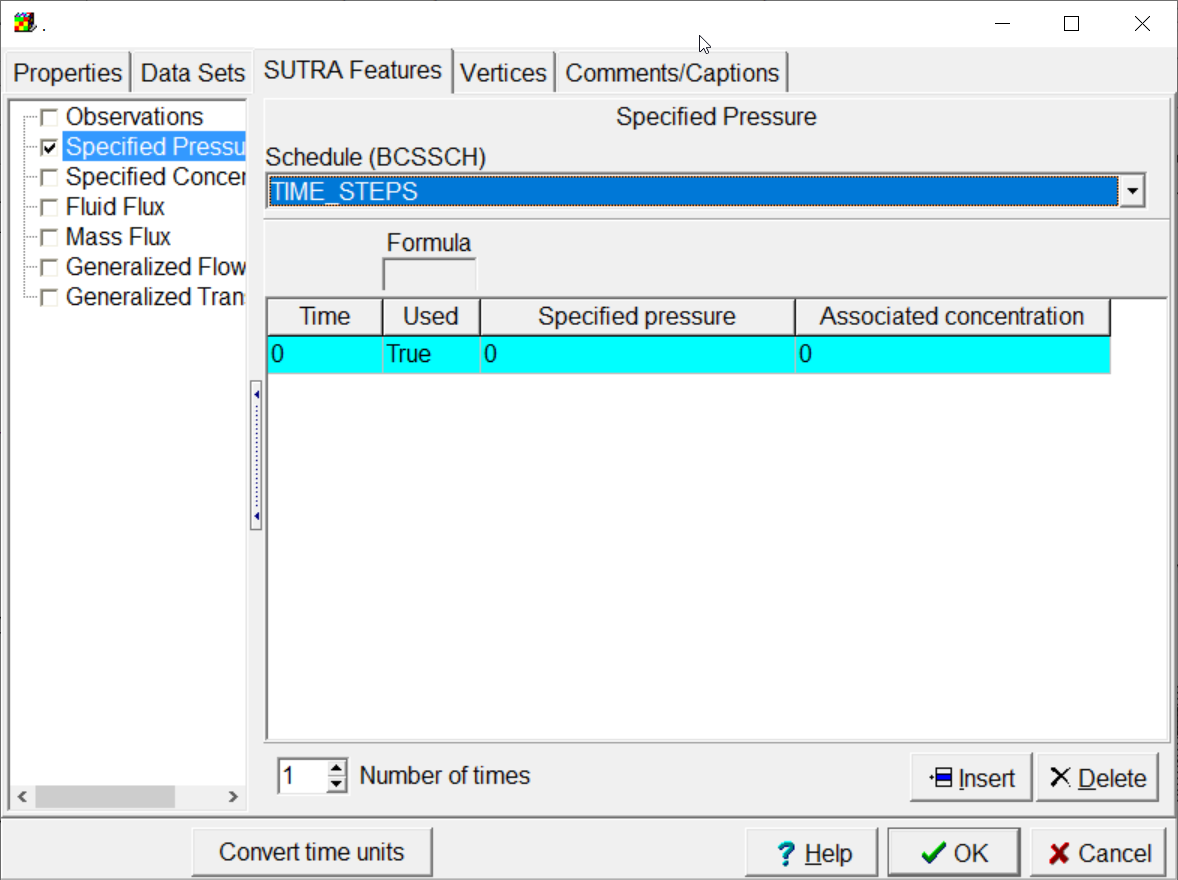 .
Properties Data Sets SUTRA Features Vertices Comments/Captions
Observations
Specified Pressu
Specified Concer
Fluid Flux
Mass Flux
Generalized Flow
Generalized Tran
Specified Pressure
Schedule (BCSSCH)
TIME_STEPS
Formula
Time Used Specified pressure Associated concentration
0 True 0 0
1 Number of times
Insert Delete
Convert time units Help OK Cancel